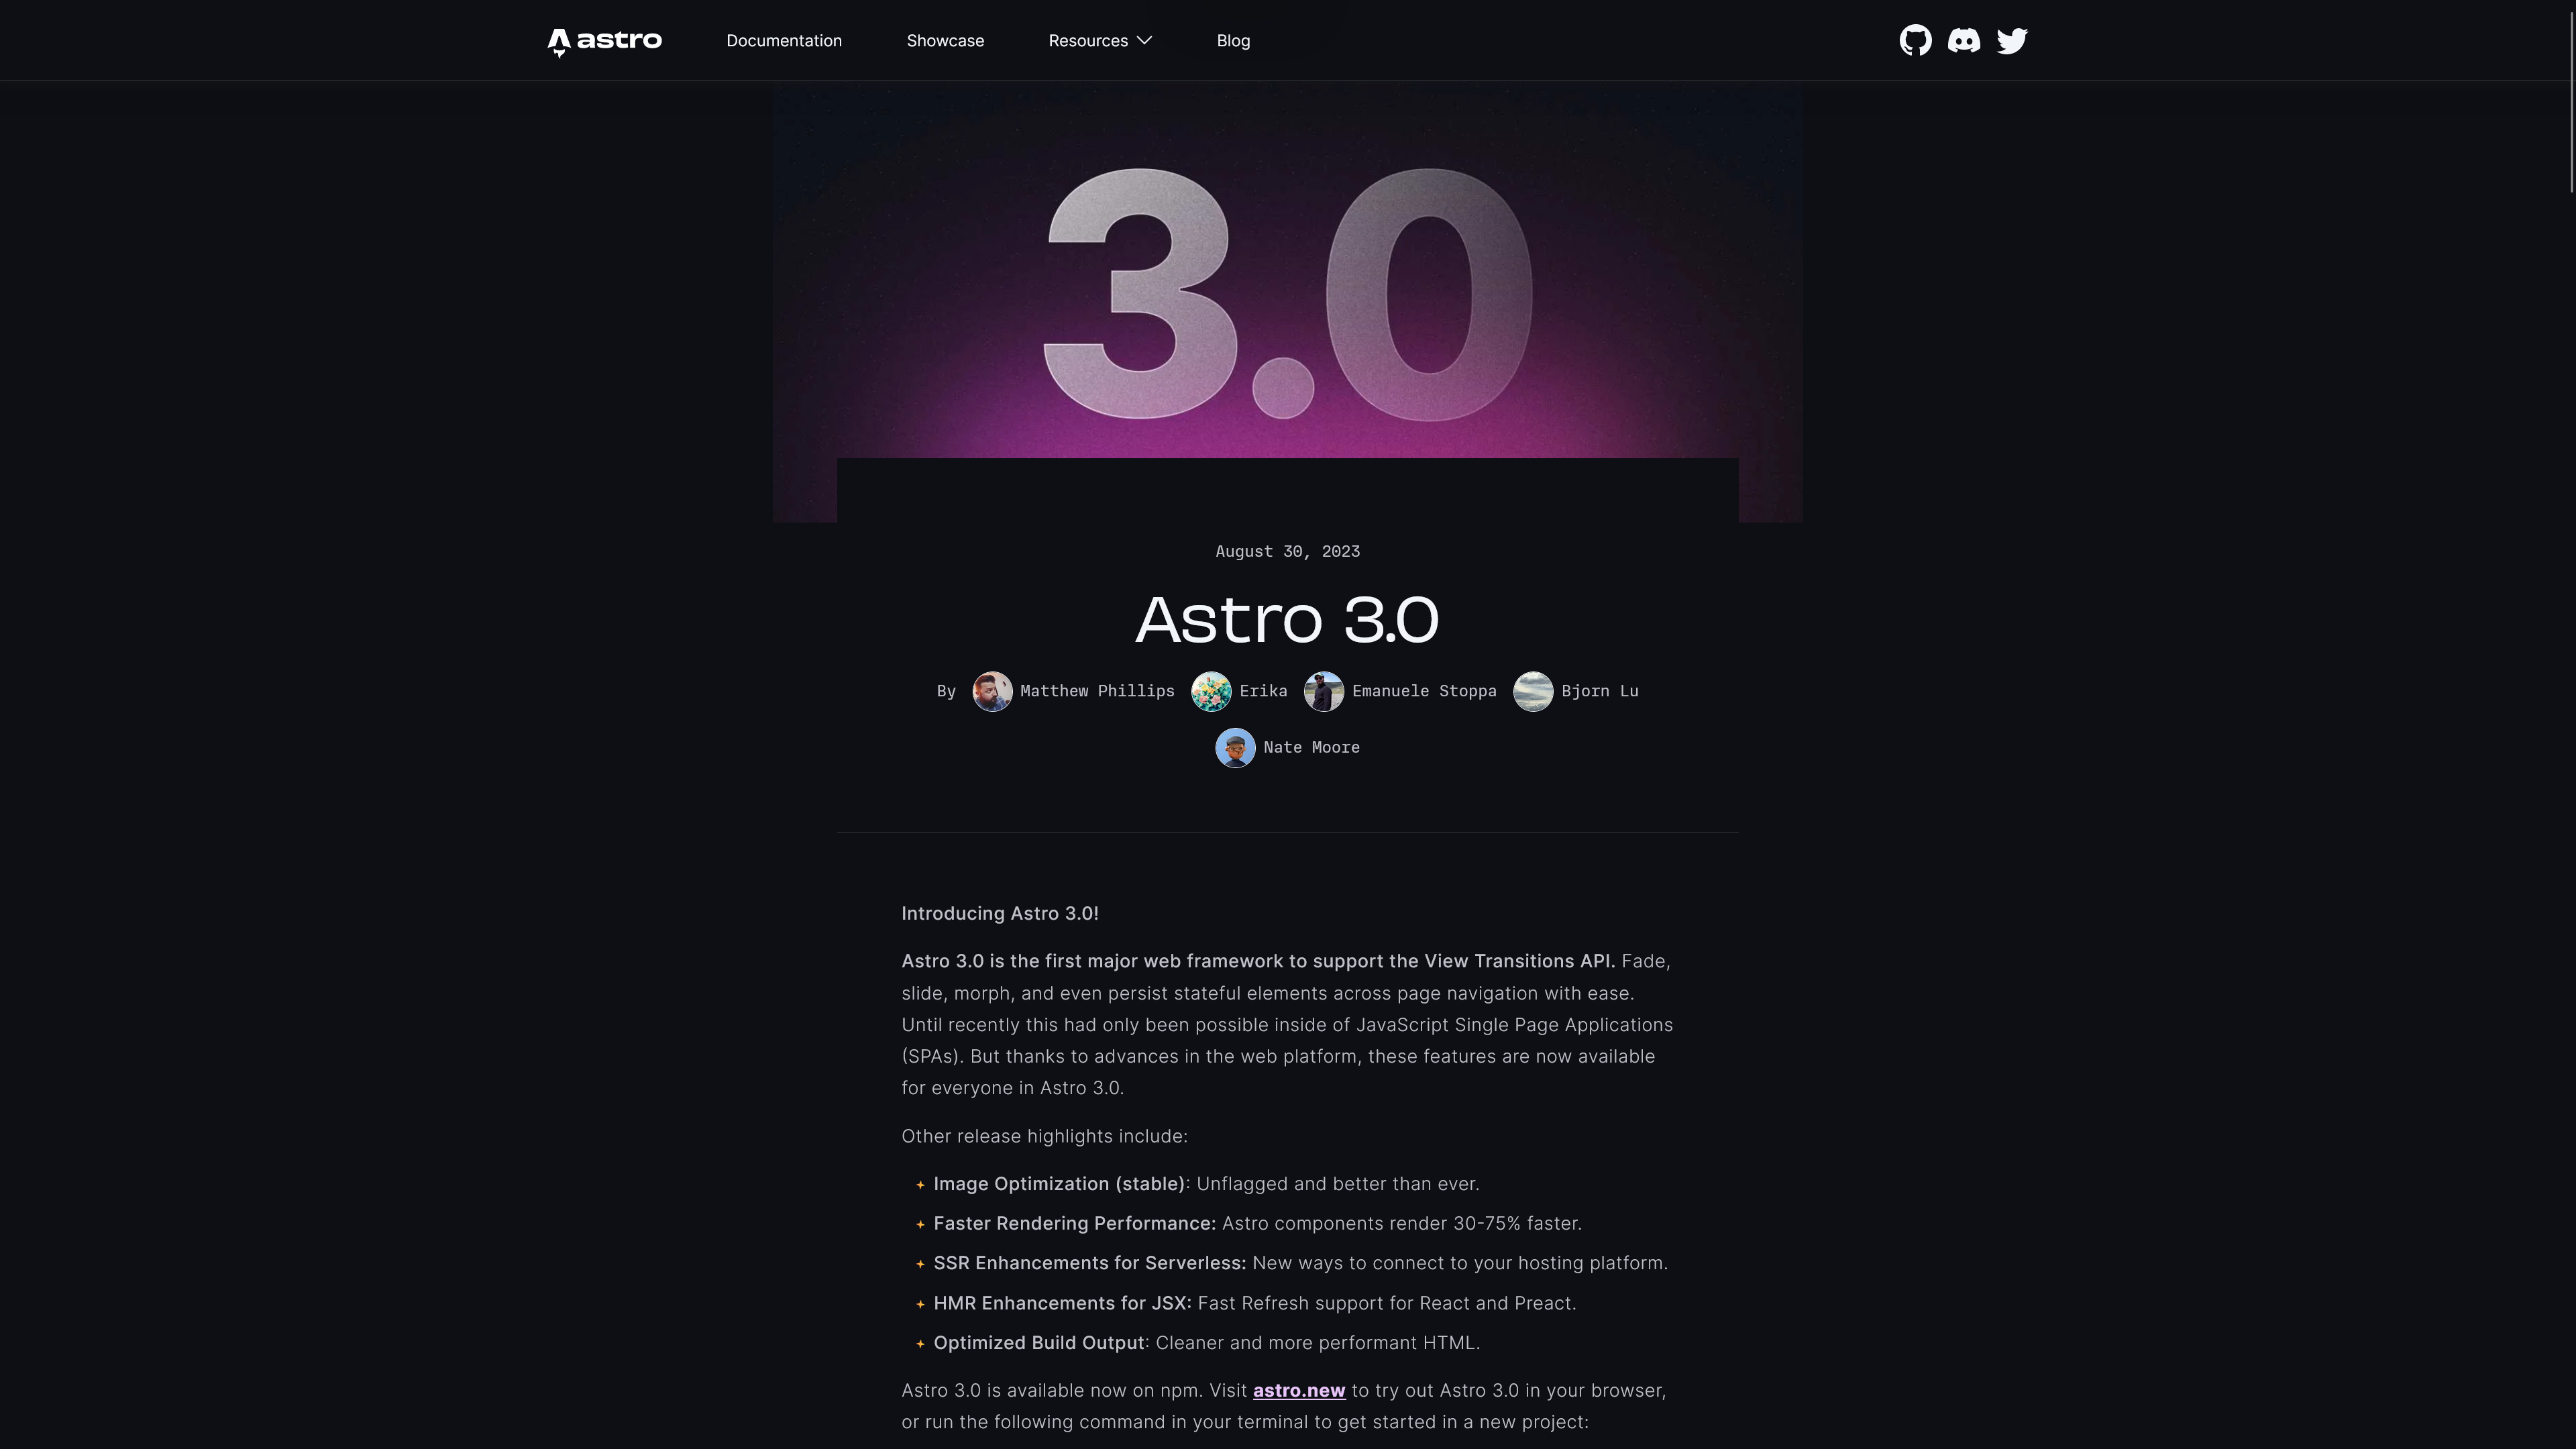 astro
Documentation
Showcase
Resources
Blog
3.0
August 30, 2023
Astro 3.0
By Matthew Phillips Erika Emanuele Stoppa Bjorn Lu
Nate Moore
Introducing Astro 3.0!
Astro 3.0 is the first major web framework to support the View Transitions API. Fade,
slide, morph, and even persist stateful elements across page navigation with ease.
Until recently this had only been possible inside of JavaScript Single Page Applications
(SPAs). But thanks to advances in the web platform, these features are now available
for everyone in Astro 3.0.
Other release highlights include:
Image Optimization (stable): Unflagged and better than ever.
Faster Rendering Performance: Astro components render 30-75% faster.
SSR Enhancements for Serverless: New ways to connect to your hosting platform.
HMR Enhancements for JSX: Fast Refresh support for React and Preact.
Optimized Build Output: Cleaner and more performant HTML.
Astro 3.0 is available now on npm. Visit astro.new to try out Astro 3.0 in your browser,
or run the following command in your terminal to get started in a new project: